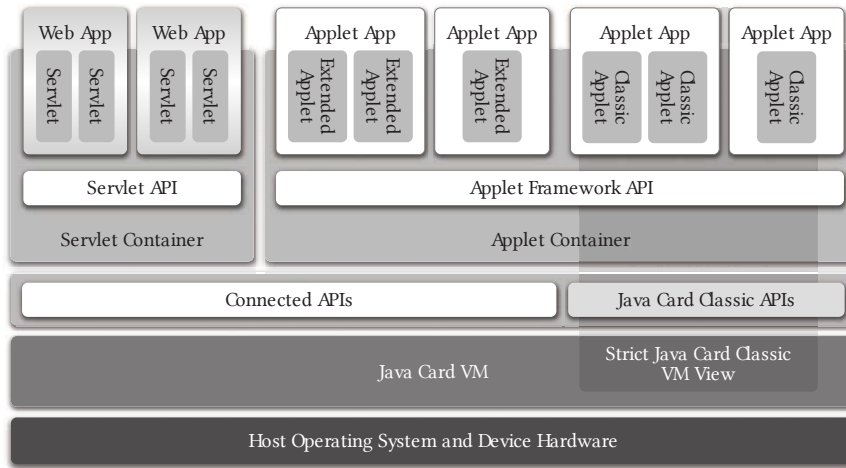 Web App
Web App
Applet App
Applet App
Applet App
Applet App
Servlet
Servlet
Servlet
Servlet
Extended
Applet
Extended
Applet
Extended
Applet
Classic
Applet
Classic
Applet
Classic
Applet
Servlet API
Applet Framework API
Servlet Container
Applet Container
Connected APIs
Java Card Classic APIs
Java Card VM
Strict Java Card Classic
VM View
Host Operating System and Device Hardware